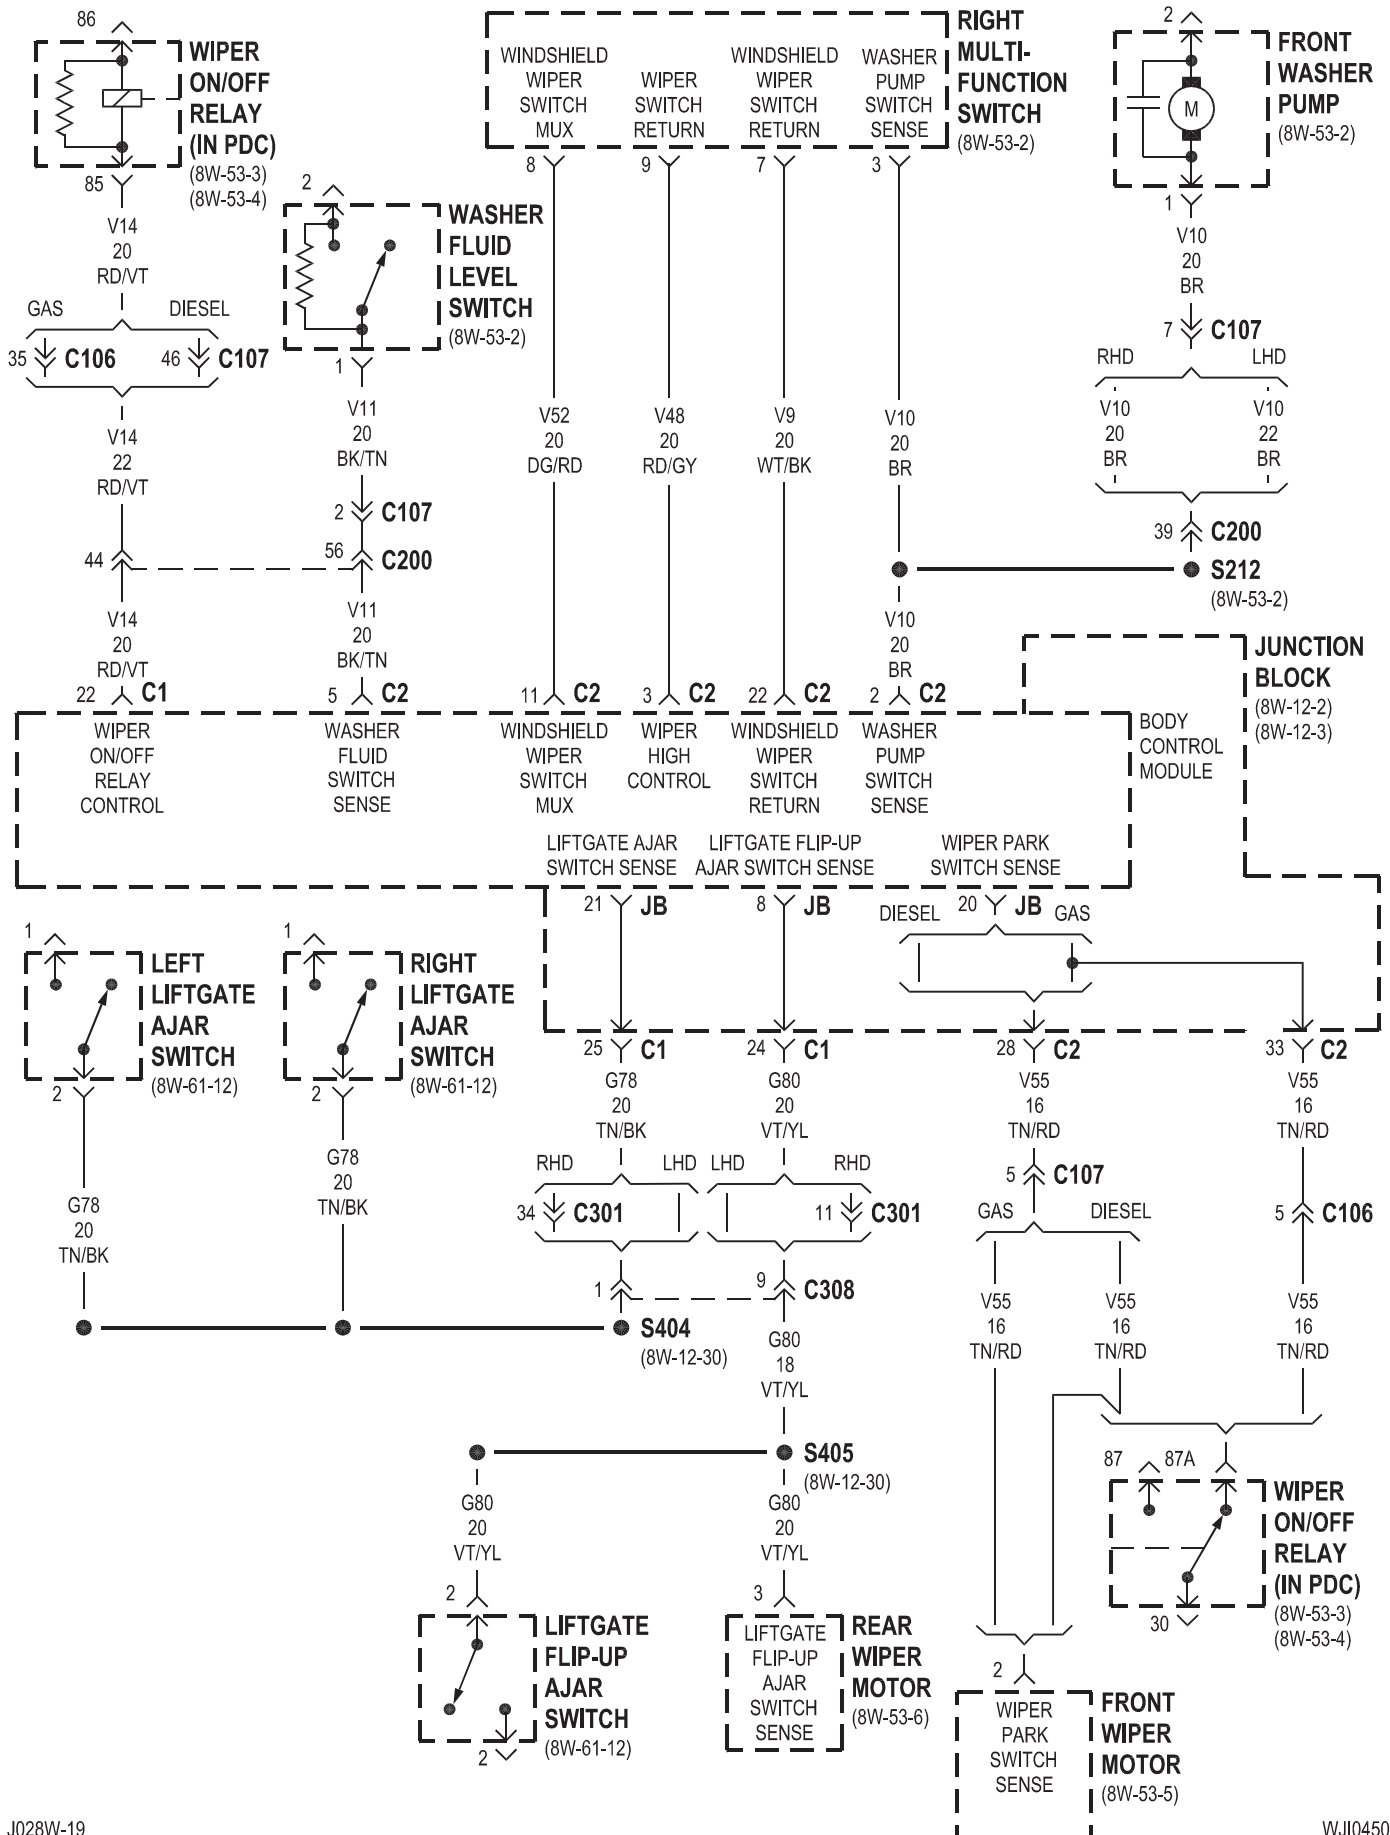 86
WIPER
ON/OFF
RELAY
(IN PDC)
(8W-53-3)
(8W-53-4)
85
V14
20
RD/VT
GAS
DIESEL
35
C106
46
C107
V14
22
RD/VT
44
V14
20
RD/VT
22
C1
2
WASHER
FLUID
LEVEL
SWITCH
(8W-53-2)
1
V11
20
BK/TN
2
C107
56
C200
V11
20
BK/TN
5
C2
WINDSHIELD
WIPER
SWITCH
MUX
WIPER
SWITCH
RETURN
WINDSHIELD
WIPER
SWITCH
RETURN
WASHER
PUMP
SWITCH
SENSE
RIGHT
MULTI-
FUNCTION
SWITCH
(8W-53-2)
8
9
7
3
V52
20
DG/RD
V48
20
RD/GY
V9
20
WT/BK
V10
20
BR
V10
20
BR
11
C2
3
C2
22
C2
2
C2
2
FRONT
WASHER
PUMP
(8W-53-2)
M
1
V10
20
BR
7
C107
RHD
LHD
V10
20
BR
V10
22
BR
39
C200
S212
(8W-53-2)
JUNCTION
BLOCK
(8W-12-2)
(8W-12-3)
BODY
CONTROL
MODULE
WIPER
ON/OFF
RELAY
CONTROL
WASHER
FLUID
SWITCH
SENSE
WINDSHIELD
WIPER
SWITCH
MUX
WIPER
HIGH
CONTROL
WINDSHIELD
WIPER
SWITCH
RETURN
WASHER
PUMP
SWITCH
SENSE
LIFTGATE AJAR
SWITCH SENSE
LIFTGATE FLIP-UP
AJAR SWITCH SENSE
WIPER PARK
SWITCH SENSE
21
JB
8
JB
20
JB
DIESEL
GAS
1
LEFT
LIFTGATE
AJAR
SWITCH
(8W-61-12)
2
G78
20
TN/BK
1
RIGHT
LIFTGATE
AJAR
SWITCH
(8W-61-12)
2
G78
20
TN/BK
25
C1
24
C1
28
C2
33
C2
G78
20
TN/BK
G80
20
VT/YL
V55
16
TN/RD
V55
16
TN/RD
RHD
LHD
LHD
RHD
34
C301
11
C301
5
C107
5
C106
GAS
DIESEL
1
9
C308
S404
(8W-12-30)
G80
18
VT/YL
V55
16
TN/RD
V55
16
TN/RD
V55
16
TN/RD
S405
(8W-12-30)
G80
20
VT/YL
G80
20
VT/YL
2
LIFTGATE
FLIP-UP
AJAR
SWITCH
(8W-61-12)
2
3
LIFTGATE
FLIP-UP
AJAR
SWITCH
SENSE
REAR
WIPER
MOTOR
(8W-53-6)
87
87A
WIPER
ON/OFF
RELAY
(IN PDC)
(8W-53-3)
(8W-53-4)
30
2
WIPER
PARK
SWITCH
SENSE
FRONT
WIPER
MOTOR
(8W-53-5)
J028W-19
WJI0450